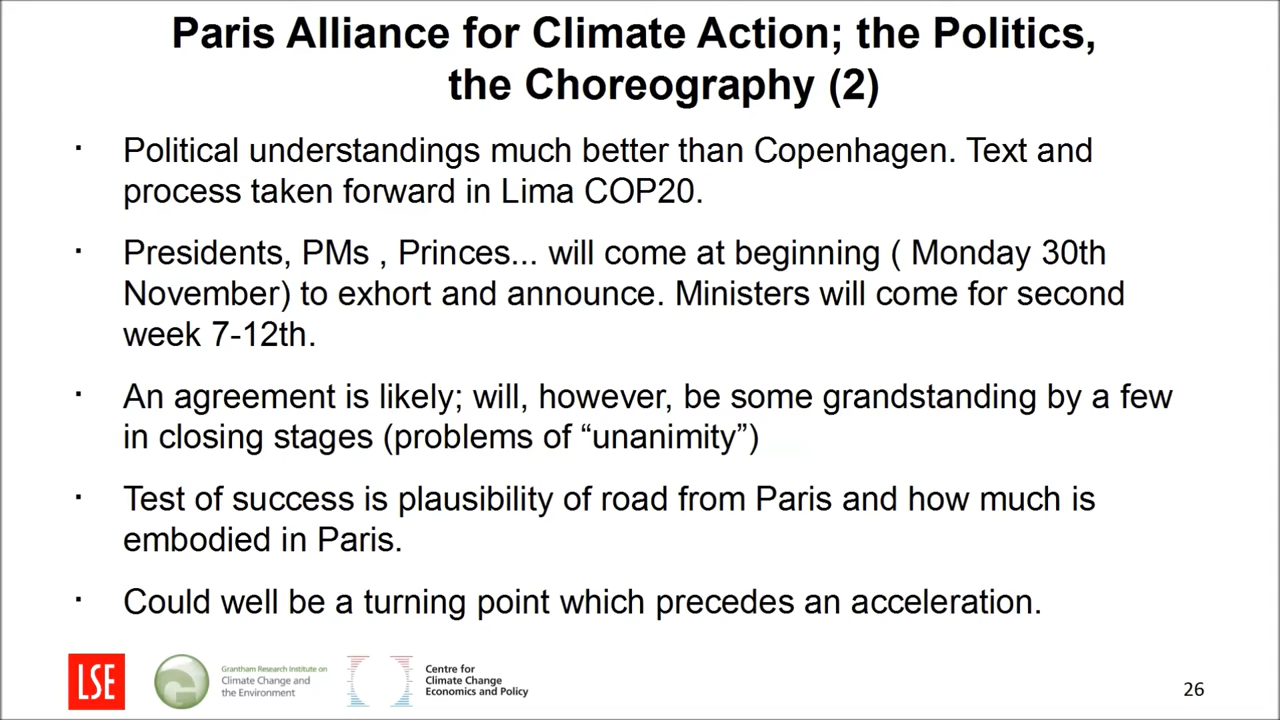 Paris Alliance for Climate Action; the Politics,
the Choreography (2)
· Political understandings much better than Copenhagen. Text and
process taken forward in Lima COP20.
· Presidents, PMs , Princes... will come at beginning ( Monday 30th
November) to exhort and announce. Ministers will come for second
week 7-12th.
· An agreement is likely; will, however, be some grandstanding by a few
in closing stages (problems of “unanimity”)
· Test of success is plausibility of road from Paris and how much is
embodied in Paris.
· Could well be a turning point which precedes an acceleration.
LSE
Grantham Research Institute on
Climate Change and
the Environment
Centre for
Climate Change
Economics and Policy
26